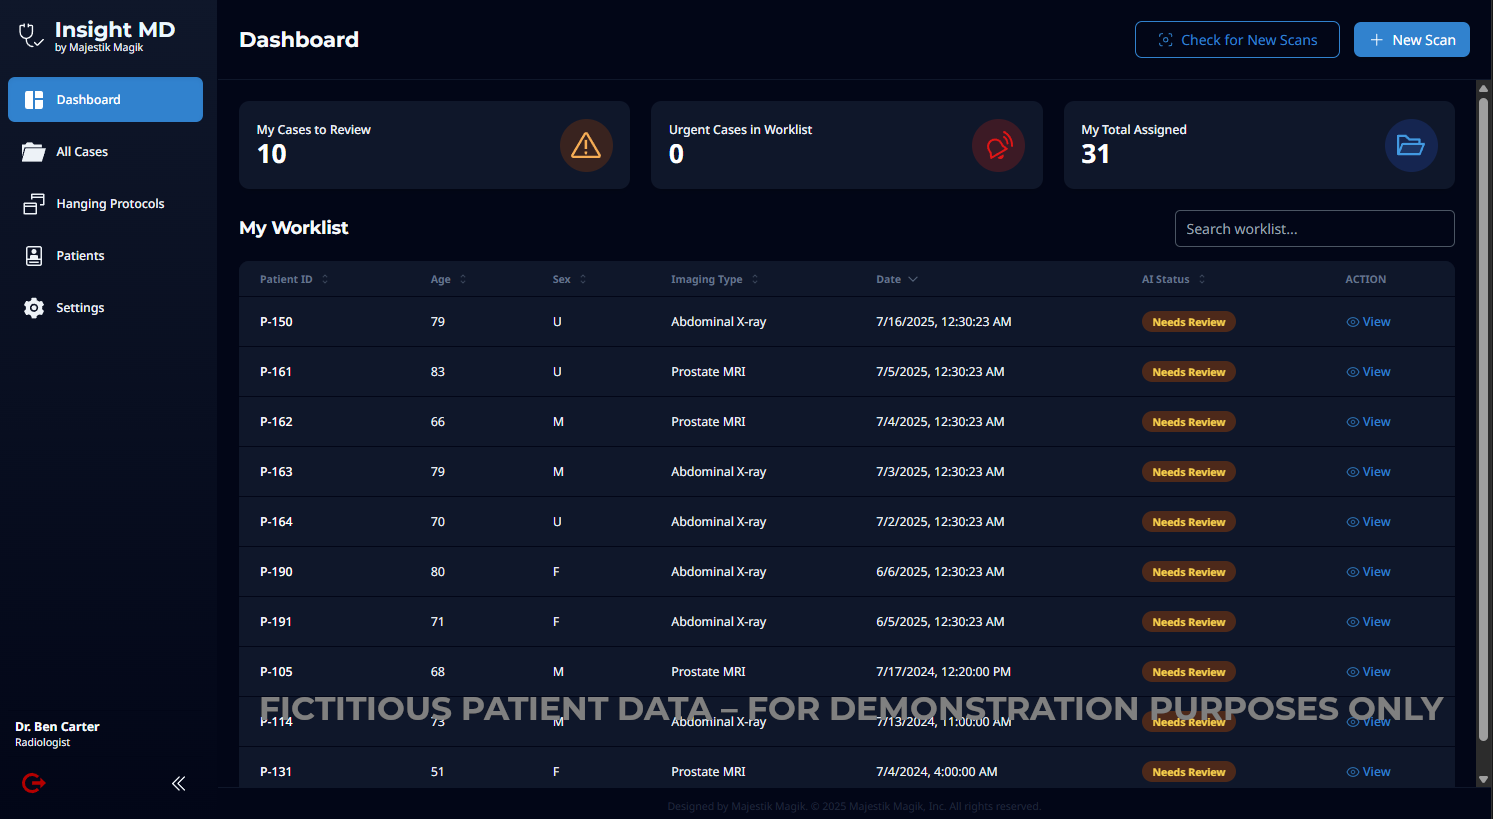 Insight MD
by Majestik Magik
Dashboard
All Cases
Hanging Protocols
Patients
Settings
Dr. Ben Carter
Radiologist
Dashboard
Check for New Scans
New Scan
My Cases to Review
10
Urgent Cases in Worklist
0
My Total Assigned
31
My Worklist
Search worklist...
Patient ID Age Sex Imaging Type Date AI Status ACTION
P-150 79 U Abdominal X-ray 7/16/2025, 12:30:23 AM Needs Review View
P-161 83 U Prostate MRI 7/5/2025, 12:30:23 AM Needs Review View
P-162 66 M Prostate MRI 7/4/2025, 12:30:23 AM Needs Review View
P-163 79 M Abdominal X-ray 7/3/2025, 12:30:23 AM Needs Review View
P-164 70 U Abdominal X-ray 7/2/2025, 12:30:23 AM Needs Review View
P-190 80 F Abdominal X-ray 6/6/2025, 12:30:23 AM Needs Review View
P-191 71 F Abdominal X-ray 6/5/2025, 12:30:23 AM Needs Review View
P-105 68 M Prostate MRI 7/17/2024, 12:20:00 PM Needs Review View
FICTITIOUS PATIENT DATA – FOR DEMONSTRATION PURPOSES ONLY
P-114 73 M Abdominal X-ray 7/13/2024, 11:00:00 AM Needs Review View
P-131 51 F Prostate MRI 7/4/2024, 4:00:00 AM Needs Review View
Designed by Majestik Magik. © 2025 Majestik Magik, Inc. All rights reserved.